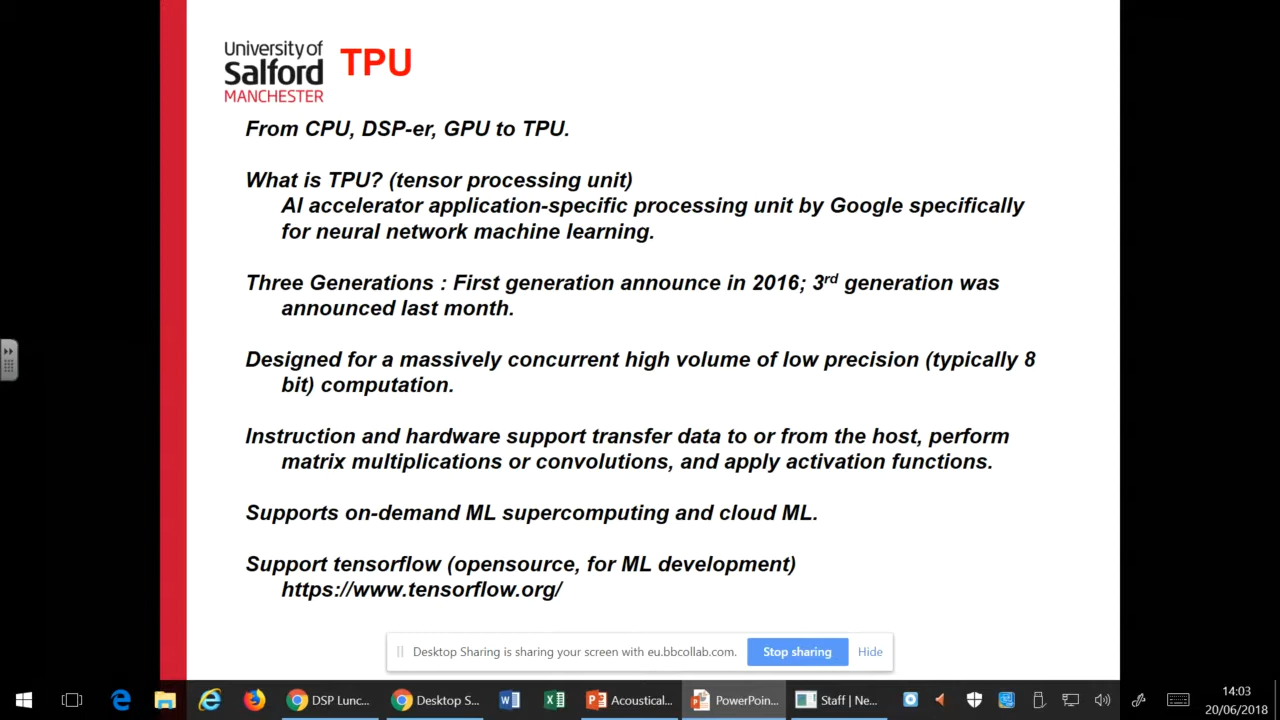 University of
Salford
MANCHESTER
TPU
From CPU, DSP-er, GPU to TPU.
What is TPU? (tensor processing unit)
AI accelerator application-specific processing unit by Google specifically
for neural network machine learning.
Three Generations : First generation announce in 2016; 3rd generation was
announced last month.
Designed for a massively concurrent high volume of low precision (typically 8
bit) computation.
Instruction and hardware support transfer data to or from the host, perform
matrix multiplications or convolutions, and apply activation functions.
Supports on-demand ML supercomputing and cloud ML.
Support tensorflow (opensource, for ML development)
https://www.tensorflow.org/
Desktop Sharing is sharing your screen with eu.bbcollab.com. Stop sharing Hide
DSP Lunc... Desktop S... Acoustical... PowerPoin... Staff | Ne... 14:03
20/06/2018